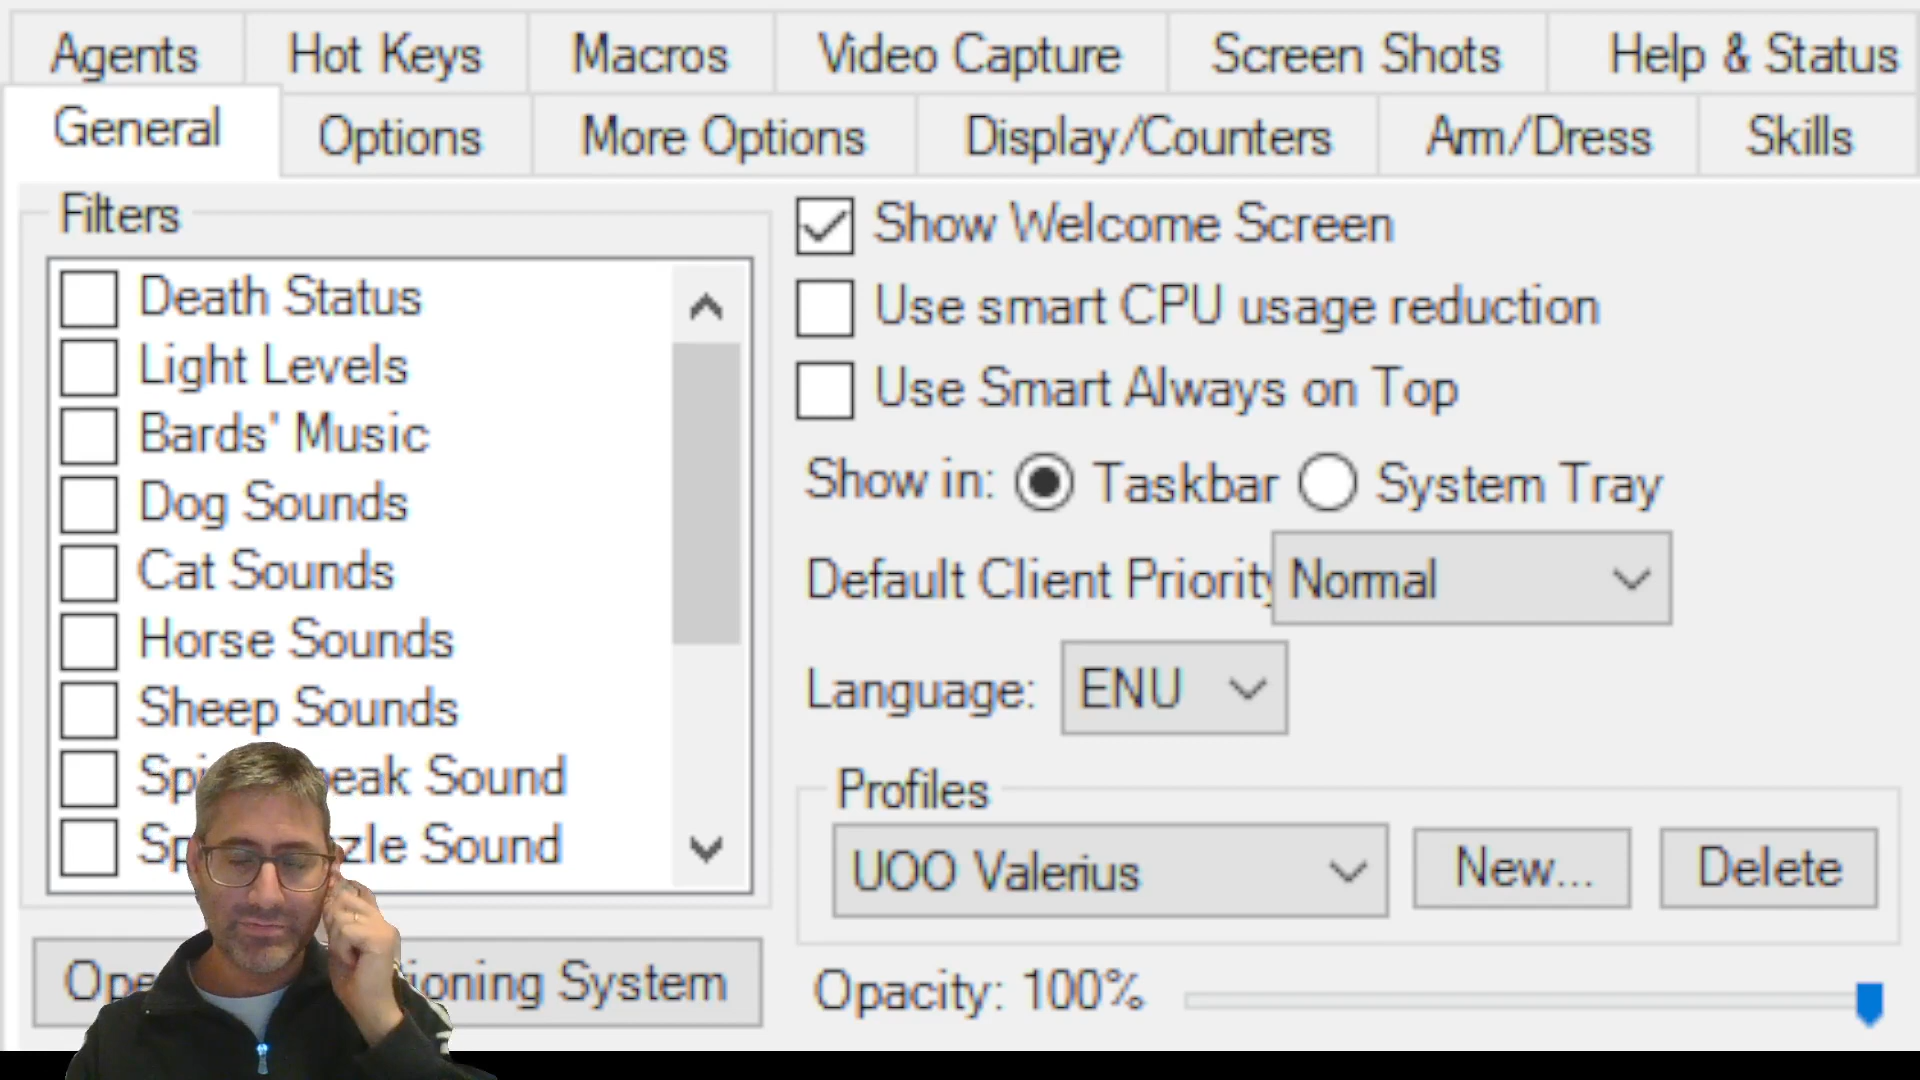 Agents Hot Keys Macros Video Capture Screen Shots Help & Status
General Options More Options Display/Counters Arm/Dress Skills
Filters
Death Status
Light Levels
Bards' Music
Dog Sounds
Cat Sounds
Horse Sounds
Sheep Sounds
Sound
Sound
System
Show Welcome Screen
Use smart CPU usage reduction
Use Smart Always on Top
Show in: Taskbar System Tray
Default Client Priority Normal
Language: ENU
Profiles
UOO Valerius New... Delete
Opacity: 100%